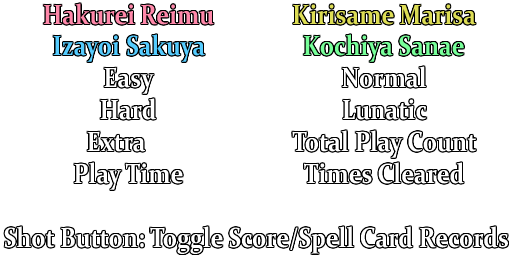 Hakurei Reimu Kirisame Marisa
Izayoi Sakuya Kochiya Sanae
Easy Normal
Hard Lunatic
Extra Total Play Count
Play Time Times Cleared
Shot Button: Toggle Score/Spell Card Records